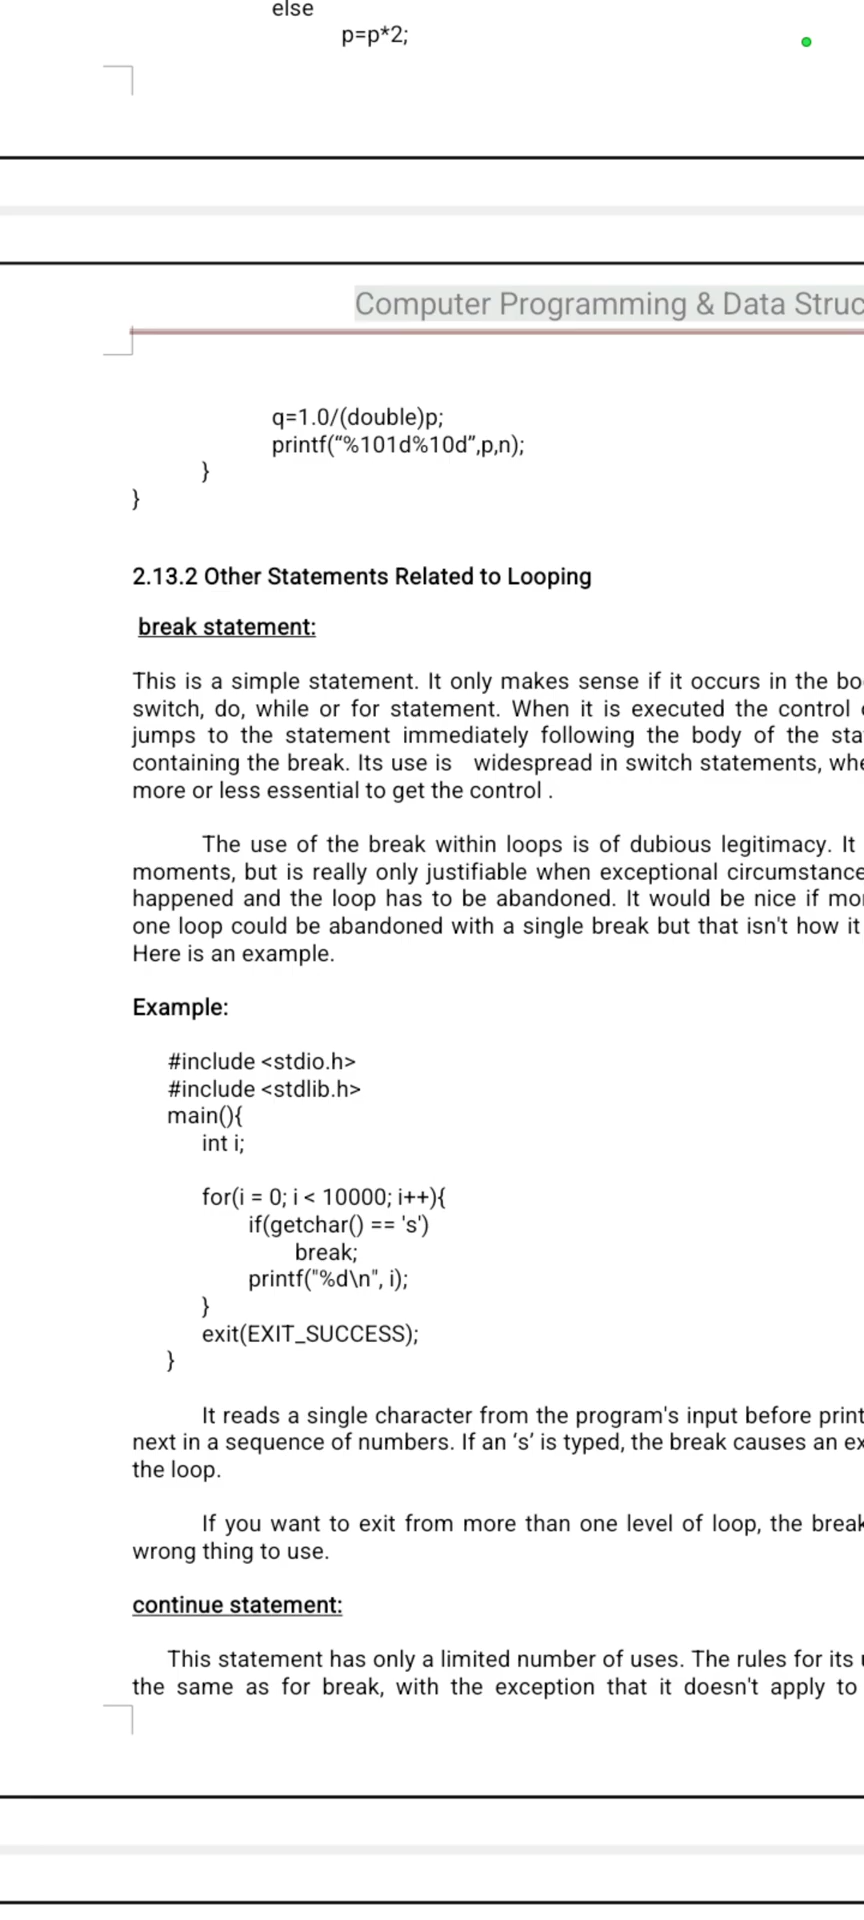 else
p=p*2;
Computer Programming & Data Struc
q=1.0/(double)p;
printf(“%101d%10d”,p,n);
}
}
2.13.2 Other Statements Related to Looping
break statement:
This is a simple statement. It only makes sense if it occurs in the bo
switch, do, while or for statement. When it is executed the control
jumps to the statement immediately following the body of the sta
containing the break. Its use is widespread in switch statements, whe
more or less essential to get the control .
The use of the break within loops is of dubious legitimacy. It
moments, but is really only justifiable when exceptional circumstance
happened and the loop has to be abandoned. It would be nice if mo
one loop could be abandoned with a single break but that isn't how it
Here is an example.
Example:
#include <stdio.h>
#include <stdlib.h>
main(){
int i;
for(i = 0; i < 10000; i++){
if(getchar() == 's')
break;
printf("%d\n", i);
}
exit(EXIT_SUCCESS);
}
It reads a single character from the program's input before print
next in a sequence of numbers. If an ‘s’ is typed, the break causes an ex
the loop.
If you want to exit from more than one level of loop, the break
wrong thing to use.
continue statement:
This statement has only a limited number of uses. The rules for its
the same as for break, with the exception that it doesn't apply to